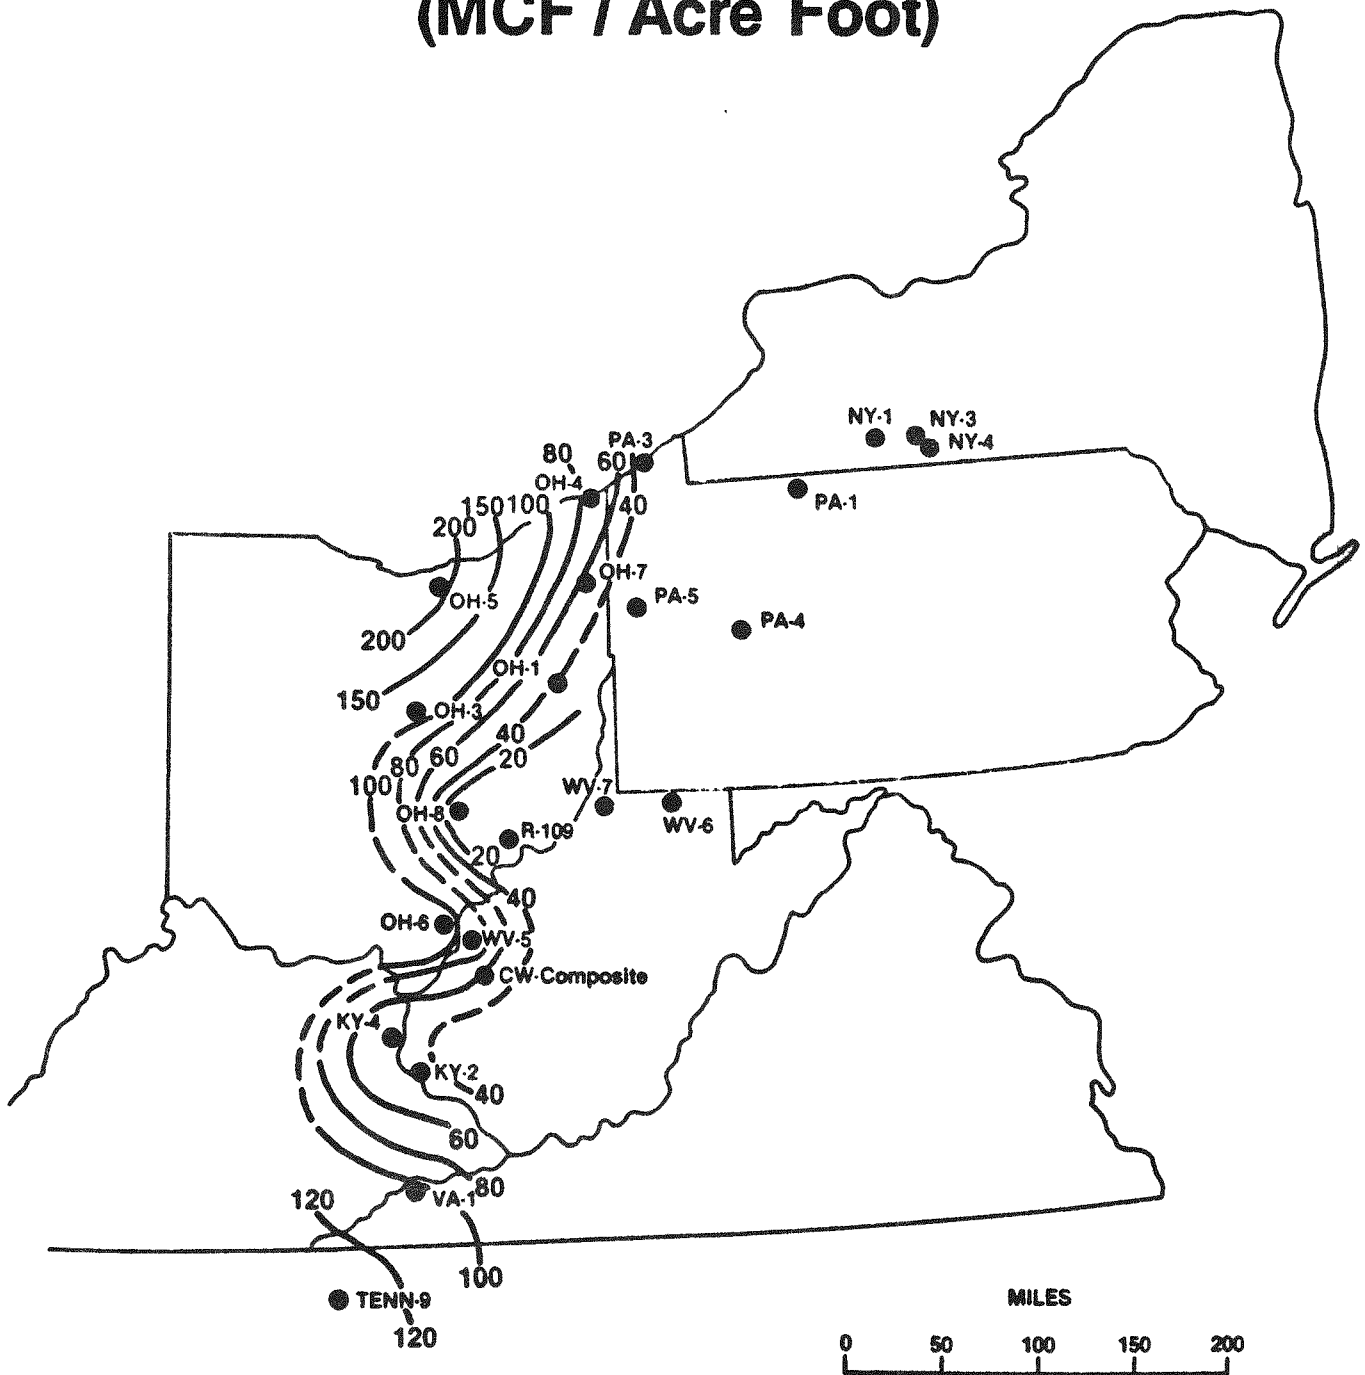 (MCF / Acre Foot)
NY-1
NY-3
NY-4
PA-3
80
60
OH-4
PA-1
150
100
40
200
OH-7
PA-5
OH-5
PA-4
200
OH-1
150
OH-3
40
60
20
80
100
WV-7
OH-8
WV-6
R-109
20
40
OH-6
WV-5
CW-Composite
KY-4
KY-2
40
60
80
VA-1
120
100
TENN-9
120
MILES
0 50 100 150 200